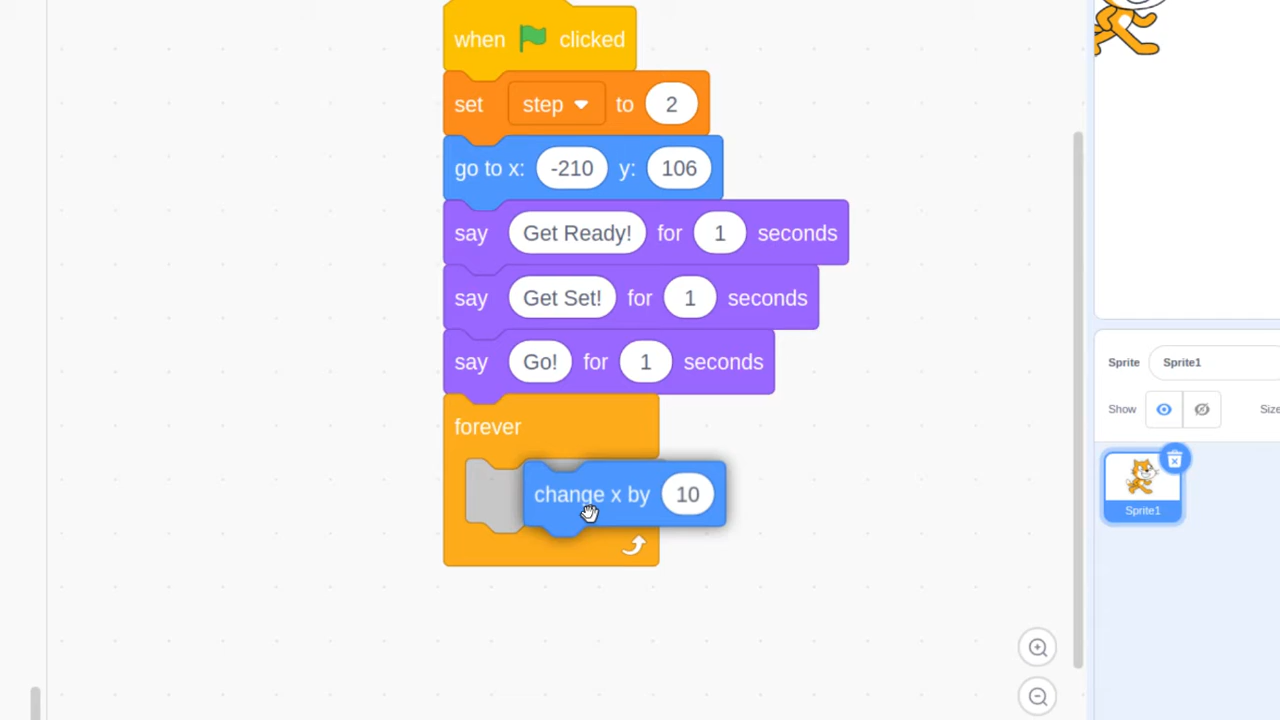 when clicked
set step to 2
go to x: -210 y: 106
say Get Ready! for 1 seconds
say Get Set! for 1 seconds
say Go! for 1 seconds
forever
change x by 10
Sprite Sprite1
Show Size
Sprite1